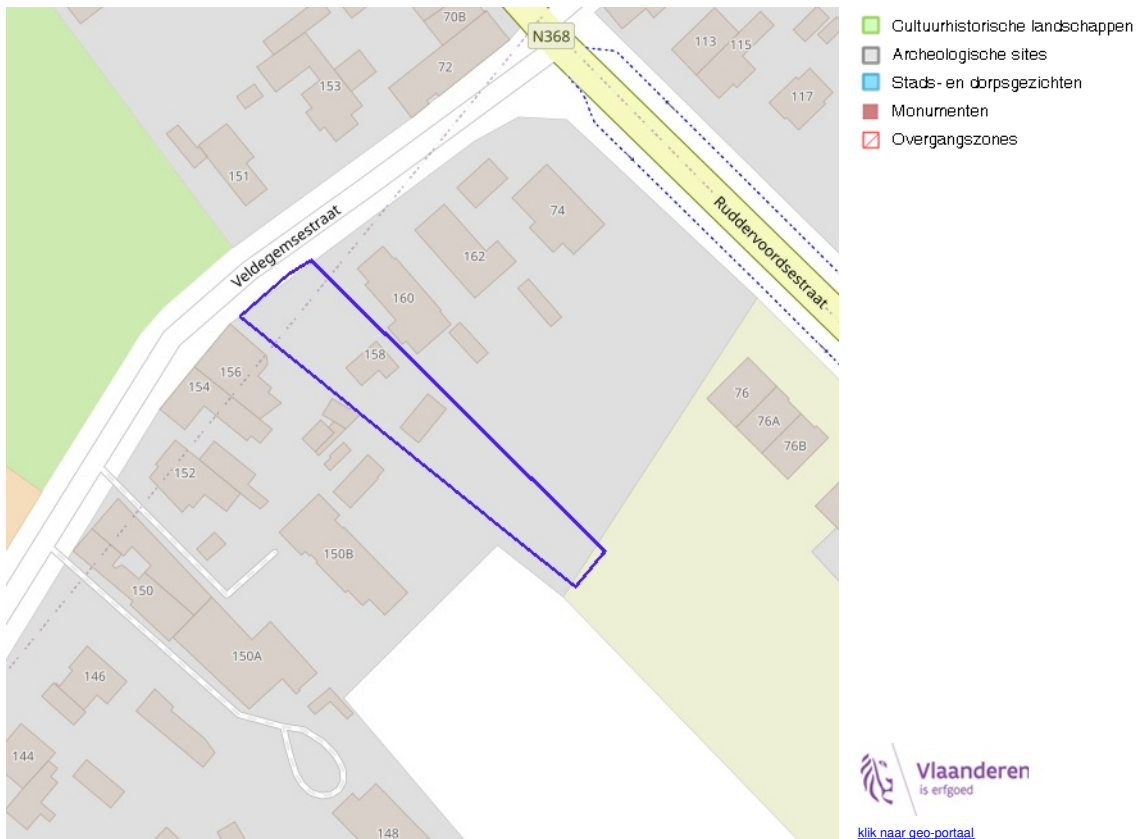 70B
N368
72
113
115
153
117
151
Veldegemsestraat
74
162
Ruddervoordsestraat
160
158
156
154
76
76A
76B
152
150B
150
150A
146
144
148
Cultuurhistorische landschappen
Archeologische sites
Stads- en dorpsgezichten
Monumenten
Overgangszones
Vlaanderen
is erfgoed
klik naar geo-portaal